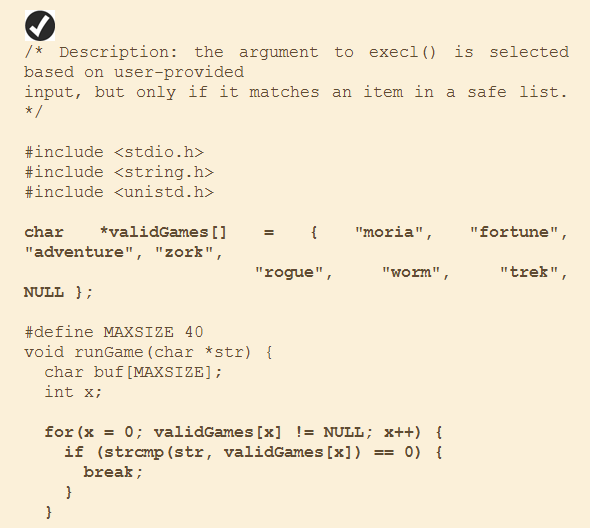 /* Description: the argument to execl() is selected
based on user-provided
input, but only if it matches an item in a safe list.
*/

#include <stdio.h>
#include <string.h>
#include <unistd.h>

char *validGames[] = { "moria", "fortune",
"adventure", "zork",
"rogue", "worm", "trek",
NULL };

#define MAXSIZE 40
void runGame(char *str) {
  char buf[MAXSIZE];
  int x;

  for(x = 0; validGames[x] != NULL; x++) {
    if (strcmp(str, validGames[x]) == 0) {
      break;
    }
  }